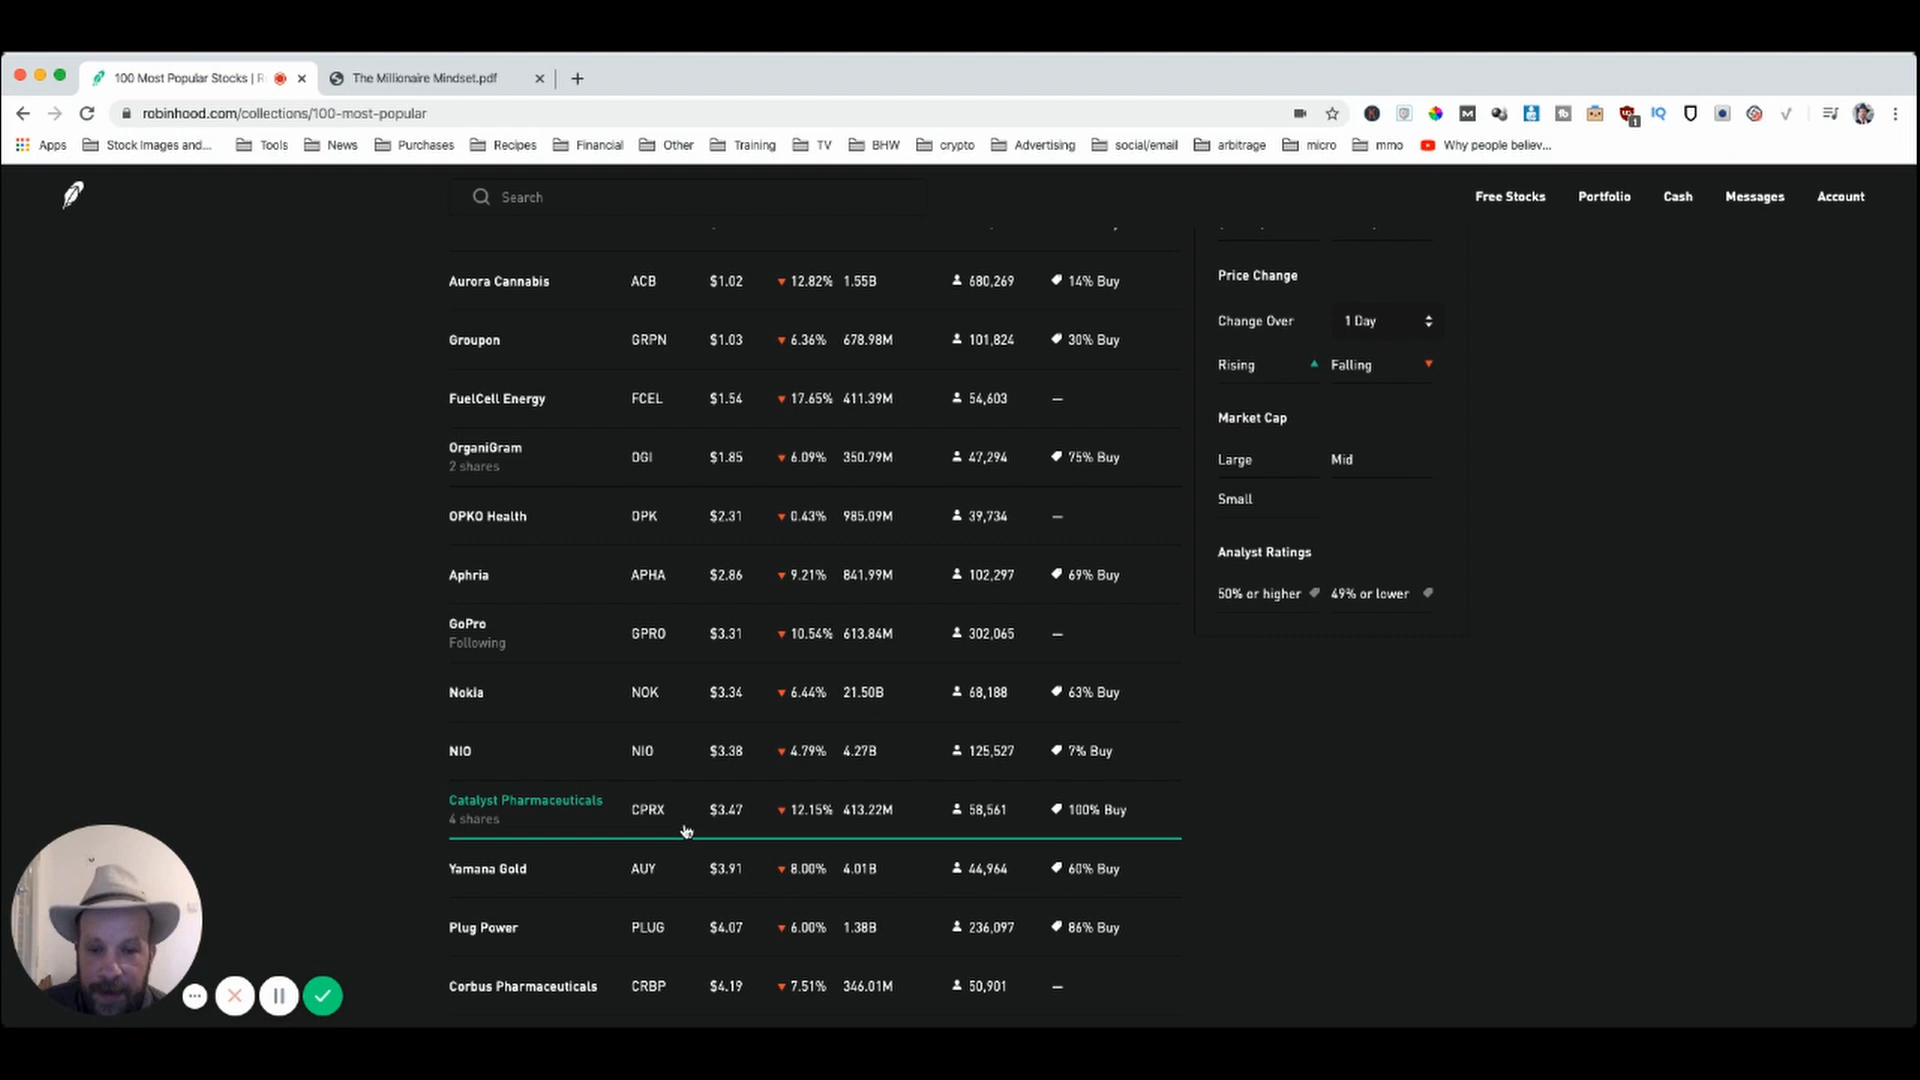 100 Most Popular Stocks | R
The Millionaire Mindset.pdf
robinhood.com/collections/100-most-popular
Apps Stock Images and... Tools News Purchases Recipes Financial Other Training TV BHW crypto Advertising social/email arbitrage micro mmo Why people believ...
Search
Free Stocks Portfolio Cash Messages Account
Aurora Cannabis ACB $1.02 12.82% 1.55B 680,269 14% Buy
Groupon GRPN $1.03 6.36% 678.98M 101,824 30% Buy
FuelCell Energy FCEL $1.54 17.65% 411.39M 54,603 –
OrganiGram OGI $1.85 6.09% 350.79M 47,294 75% Buy
2 shares
OPKO Health OPK $2.31 0.43% 985.09M 39,734 –
Aphria APHA $2.86 9.21% 841.99M 102,297 69% Buy
GoPro GPRO $3.31 10.54% 613.84M 302,065 –
Following
Nokia NOK $3.34 6.44% 21.50B 68,188 63% Buy
NIO NIO $3.38 4.79% 4.27B 125,527 7% Buy
Catalyst Pharmaceuticals CPRX $3.47 12.15% 413.22M 58,561 100% Buy
4 shares
Yamana Gold AUY $3.91 8.00% 4.01B 44,964 60% Buy
Plug Power PLUG $4.07 6.00% 1.38B 236,097 86% Buy
Corbus Pharmaceuticals CRBP $4.19 7.51% 346.01M 50,901 –
Price Change
Change Over 1 Day
Rising Falling
Market Cap
Large Mid
Small
Analyst Ratings
50% or higher 49% or lower